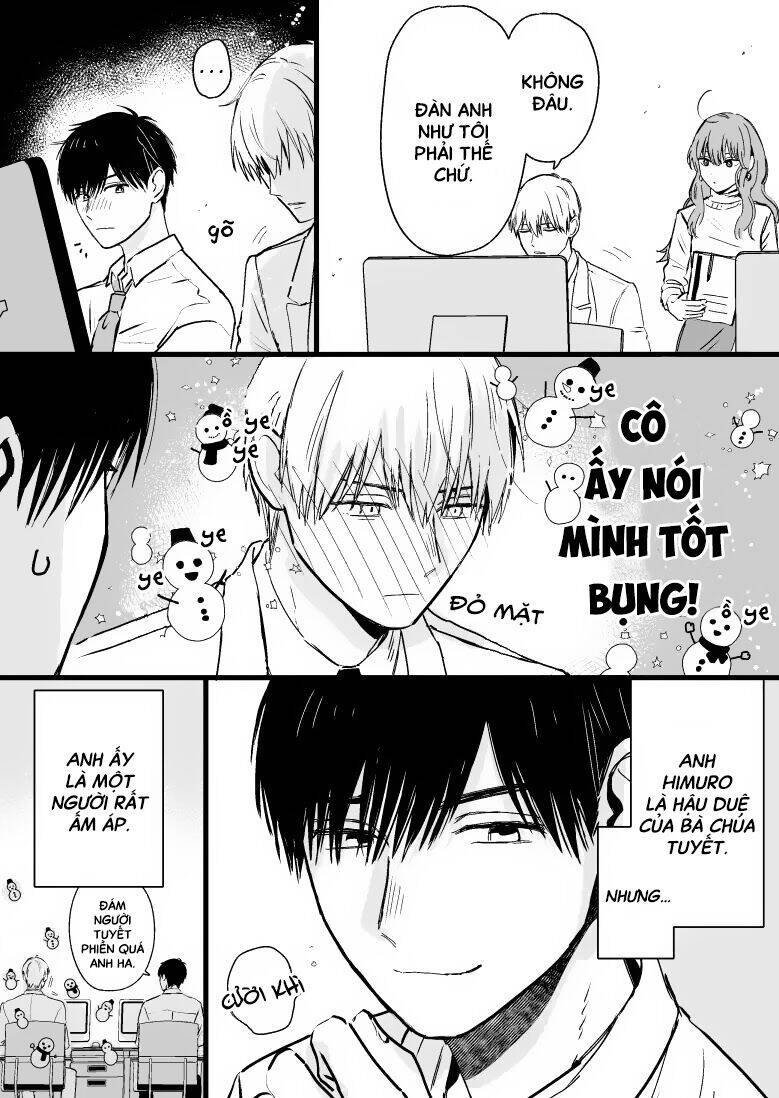 KHÔNG
ĐÂU.
ĐÀN ANH
NHƯ TÔI
PHẢI THẾ
CHỨ.
...
gõ
CÔ
ẤY NÓI
MÌNH TỐT
BỤNG!
ye
ồ ye
ye
ye
ye
ồ ye
ĐỎ MẶT
ANH
HIMURO
LÀ HẬU DUỆ
CỦA BÀ CHÚA
TUYẾT.
NHƯNG...
CƯỜI KHÌ
ANH ẤY
LÀ MỘT
NGƯỜI RẤT
ẤM ÁP.
ĐÁM
NGƯỜI
TUYẾT
PHIỀN QUÁ
ANH HA.